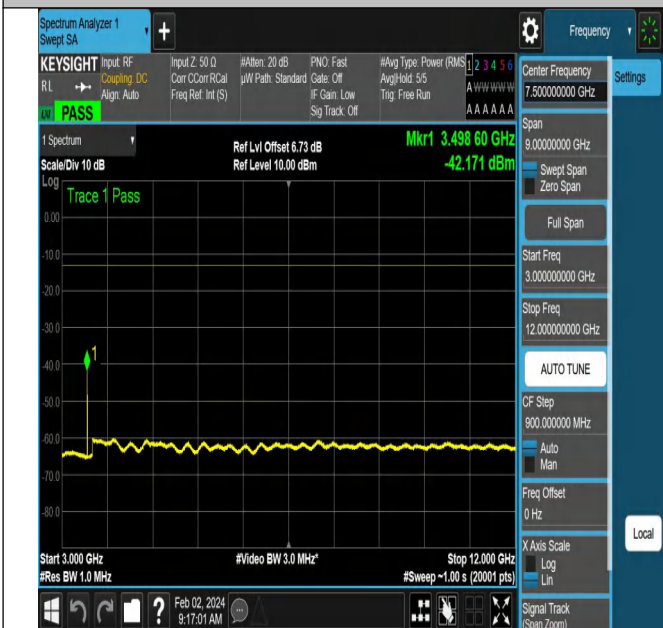 Spectrum Analyzer 1
Swept SA
Frequency
KEYSIGHT
RL
PASS
Input: RF
Coupling: DC
Align: Auto
Input Z: 50 Ω
Corr CCorr RCal
Freq Ref: Int (S)
#Atten: 20 dB
µW Path: Standard
PNO: Fast
Gate: Off
IF Gain: Low
Sig Track: Off
#Avg Type: Power (RMS
Avg|Hold: 5/5
Trig: Free Run
1 2 3 4 5 6
A W W W W W
A A A A A A
1 Spectrum
Scale/Div 10 dB
Log
Ref Lvl Offset 6.73 dB
Ref Level 10.00 dBm
Mkr1 3.498 60 GHz
-42.171 dBm
Trace 1 Pass
0.00
-10.0
-20.0
-30.0
-40.0
-50.0
-60.0
-70.0
-80.0
1
Start 3.000 GHz
#Res BW 1.0 MHz
#Video BW 3.0 MHz*
Stop 12.000 GHz
#Sweep ~1.00 s (20001 pts)
Feb 02, 2024
9:17:01 AM
Center Frequency
7.500000000 GHz
Settings
Span
9.00000000 GHz
Swept Span
Zero Span
Full Span
Start Freq
3.000000000 GHz
Stop Freq
12.000000000 GHz
AUTO TUNE
CF Step
900.000000 MHz
Auto
Man
Freq Offset
0 Hz
X Axis Scale
Log
Lin
Local
Signal Track
(Span Zoom)